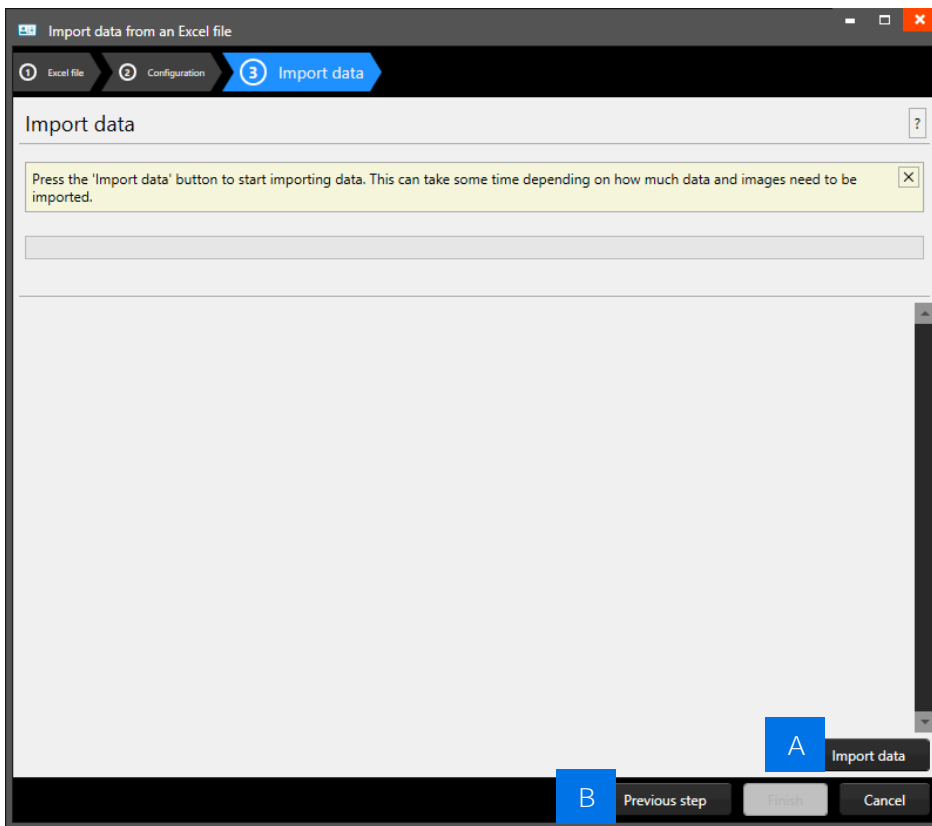 Import data from an Excel file
1 Excel file 2 Configuration 3 Import data
Import data
?
Press the 'Import data' button to start importing data. This can take some time depending on how much data and images need to be
imported.
A Import data
B Previous step Finish Cancel